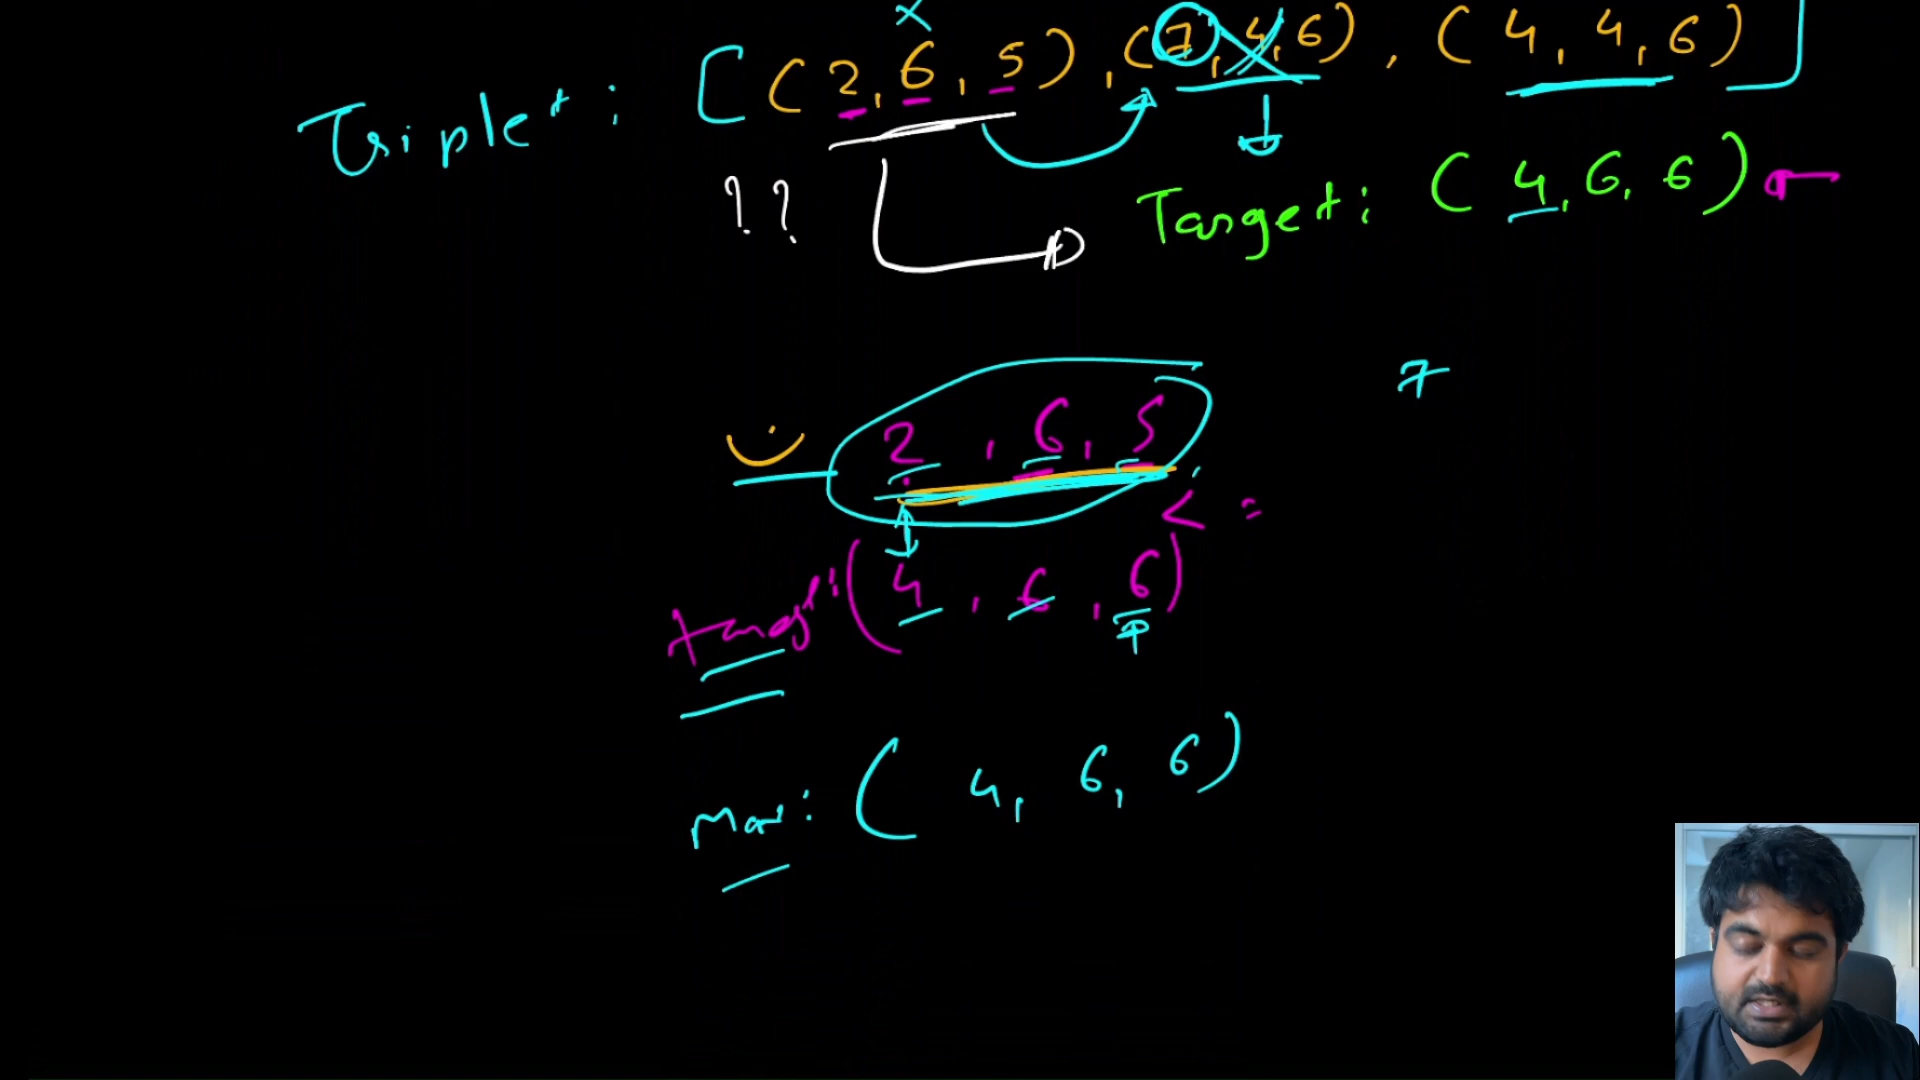 Triplet: [(2, 6, 5), (7, 4, 6), (4, 4, 6)]
??
Target: (4, 6, 6)
7
2, 6, 5
< =
target: (4, 6, 6)
Max: (4, 6, 6)